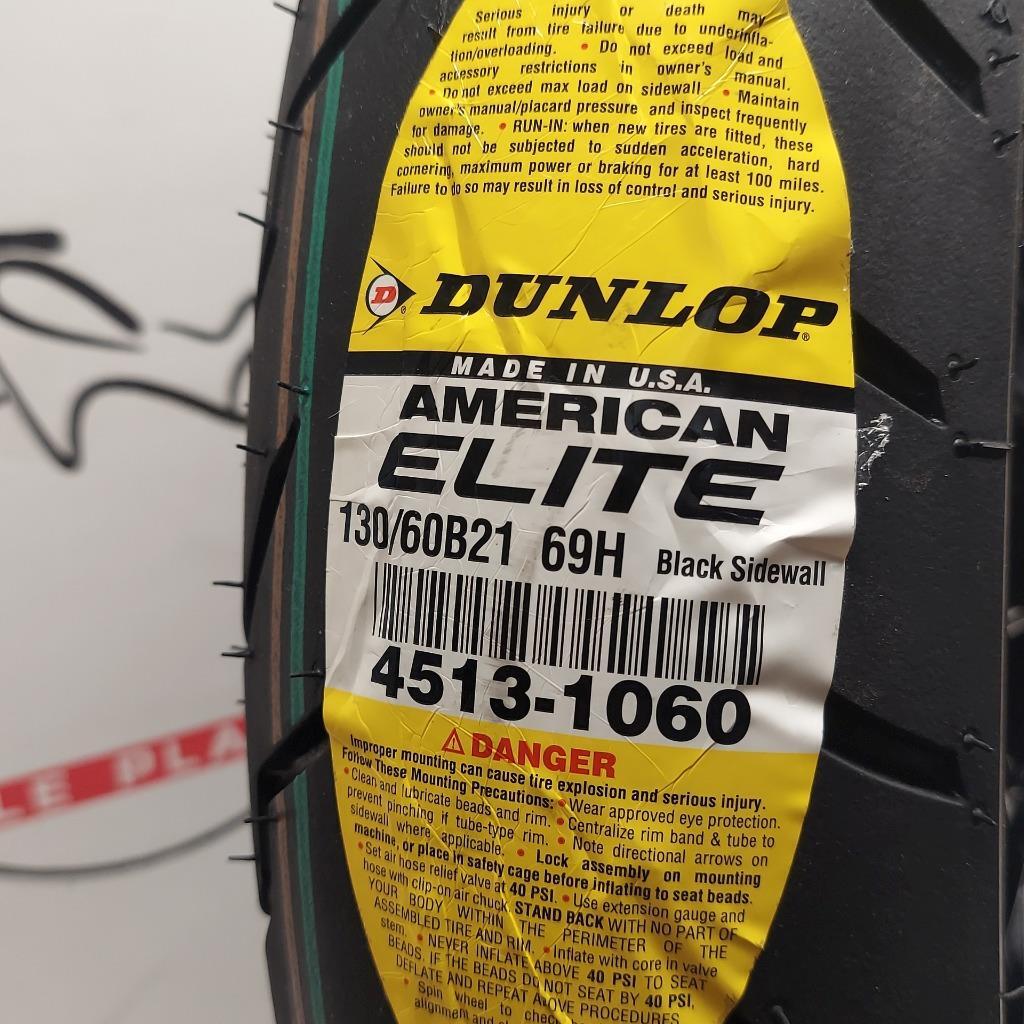 Serious injury or death may
result from tire failure due to underinfla-
tion/overloading. • Do not exceed load and
accessory restrictions in owner's manual.
• Do not exceed max load on sidewall. • Maintain
owner's manual/placard pressure and inspect frequently
for damage. • RUN-IN: when new tires are fitted, these
should not be subjected to sudden acceleration, hard
cornering, maximum power or braking for at least 100 miles.
Failure to do so may result in loss of control and serious injury.
D DUNLOP®
MADE IN U.S.A.
AMERICAN
ELITE
130/60B21 69H Black Sidewall
4513-1060
⚠ DANGER
Improper mounting can cause tire explosion and serious injury.
Follow These Mounting Precautions: • Wear approved eye protection.
• Clean and lubricate beads and rim. • Centralize rim band & tube to
prevent pinching if tube-type rim. • Note directional arrows on
sidewall where applicable. • Lock assembly on mounting
machine, or place in safety cage before inflating to seat beads.
• Set air hose relief valve at 40 PSI. • Use extension gauge and
hose with clip-on air chuck. STAND BACK WITH NO PART OF
YOUR BODY WITHIN THE PERIMETER OF THE
ASSEMBLED TIRE AND RIM. • Inflate with core in valve
stem. • NEVER INFLATE ABOVE 40 PSI TO SEAT
BEADS. IF THE BEADS DO NOT SEAT BY 40 PSI,
DEFLATE AND REPEAT ABOVE PROCEDURES.
• Spin wheel to check
alignment and
LE PLA